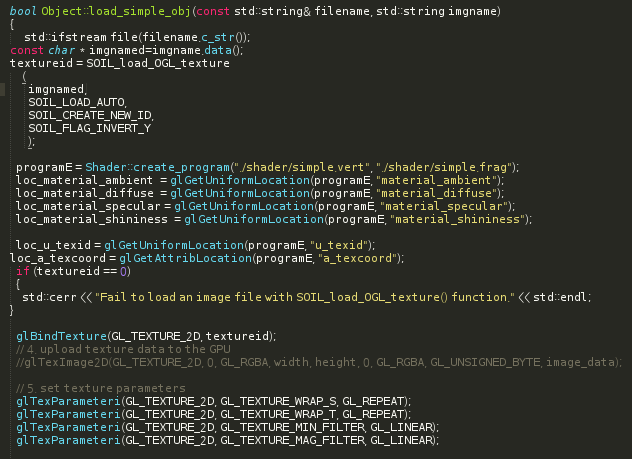 bool Object::load_simple_obj(const std::string& filename, std::string imgname)
{
std::ifstream file(filename.c_str());
const char * imgnamed=imgname.data();
textureid = SOIL_load_OGL_texture
(
imgnamed,
SOIL_LOAD_AUTO,
SOIL_CREATE_NEW_ID,
SOIL_FLAG_INVERT_Y
);
programE = Shader::create_program("./shader/simple.vert", "./shader/simple.frag");
loc_material_ambient = glGetUniformLocation(programE, "material_ambient");
loc_material_diffuse = glGetUniformLocation(programE, "material_diffuse");
loc_material_specular = glGetUniformLocation(programE, "material_specular");
loc_material_shininess = glGetUniformLocation(programE, "material_shininess");
loc_u_texid = glGetUniformLocation(programE, "u_texid");
loc_a_texcoord = glGetAttribLocation(programE, "a_texcoord");
if (textureid == 0)
{
std::cerr << "Fail to load an image file with SOIL_load_OGL_texture() function." << std::endl;
}
glBindTexture(GL_TEXTURE_2D, textureid);
// 4. upload texture data to the GPU
//glTexImage2D(GL_TEXTURE_2D, 0, GL_RGBA, width, height, 0, GL_RGBA, GL_UNSIGNED_BYTE, image_data);
// 5. set texture parameters
glTexParameteri(GL_TEXTURE_2D, GL_TEXTURE_WRAP_S, GL_REPEAT);
glTexParameteri(GL_TEXTURE_2D, GL_TEXTURE_WRAP_T, GL_REPEAT);
glTexParameteri(GL_TEXTURE_2D, GL_TEXTURE_MIN_FILTER, GL_LINEAR);
glTexParameteri(GL_TEXTURE_2D, GL_TEXTURE_MAG_FILTER, GL_LINEAR);